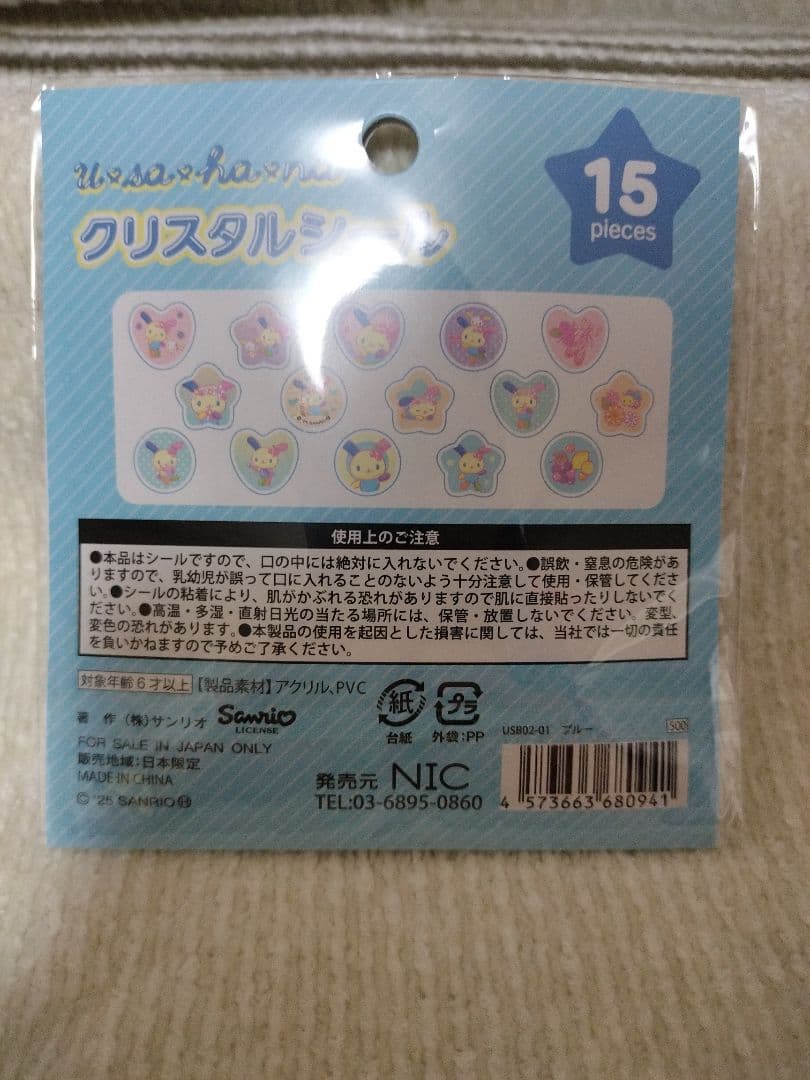 u・sa・ha・na
クリスタルシール
15
pieces
使用上のご注意
●本品はシールですので、口の中には絶対に入れないでください。●誤飲・窒息の危険があ
りますので、乳幼児が誤って口に入れることのないよう十分注意して使用・保管してくださ
い。●シールの粘着により、肌がかぶれる恐れがありますので肌に直接貼ったりしないでく
ださい。●高温・多湿・直射日光の当たる場所には、保管・放置しないでください。変型、
変色の恐れがあります。●本製品の使用を起因とした損害に関しては、当社では一切の責任
を負いかねますので予めご了承ください。
対象年齢6才以上 【製品素材】アクリル、PVC
著 作 (株)サンリオ Sanrio
LICENSE
FOR SALE IN JAPAN ONLY
販売地域:日本限定
MADE IN CHINA
© '25 SANRIO Ⓗ
紙
台紙
プラ
外袋:PP
発売元 NIC
TEL:03-6895-0860
USB02-01 ブルー
500
4 573663 680941